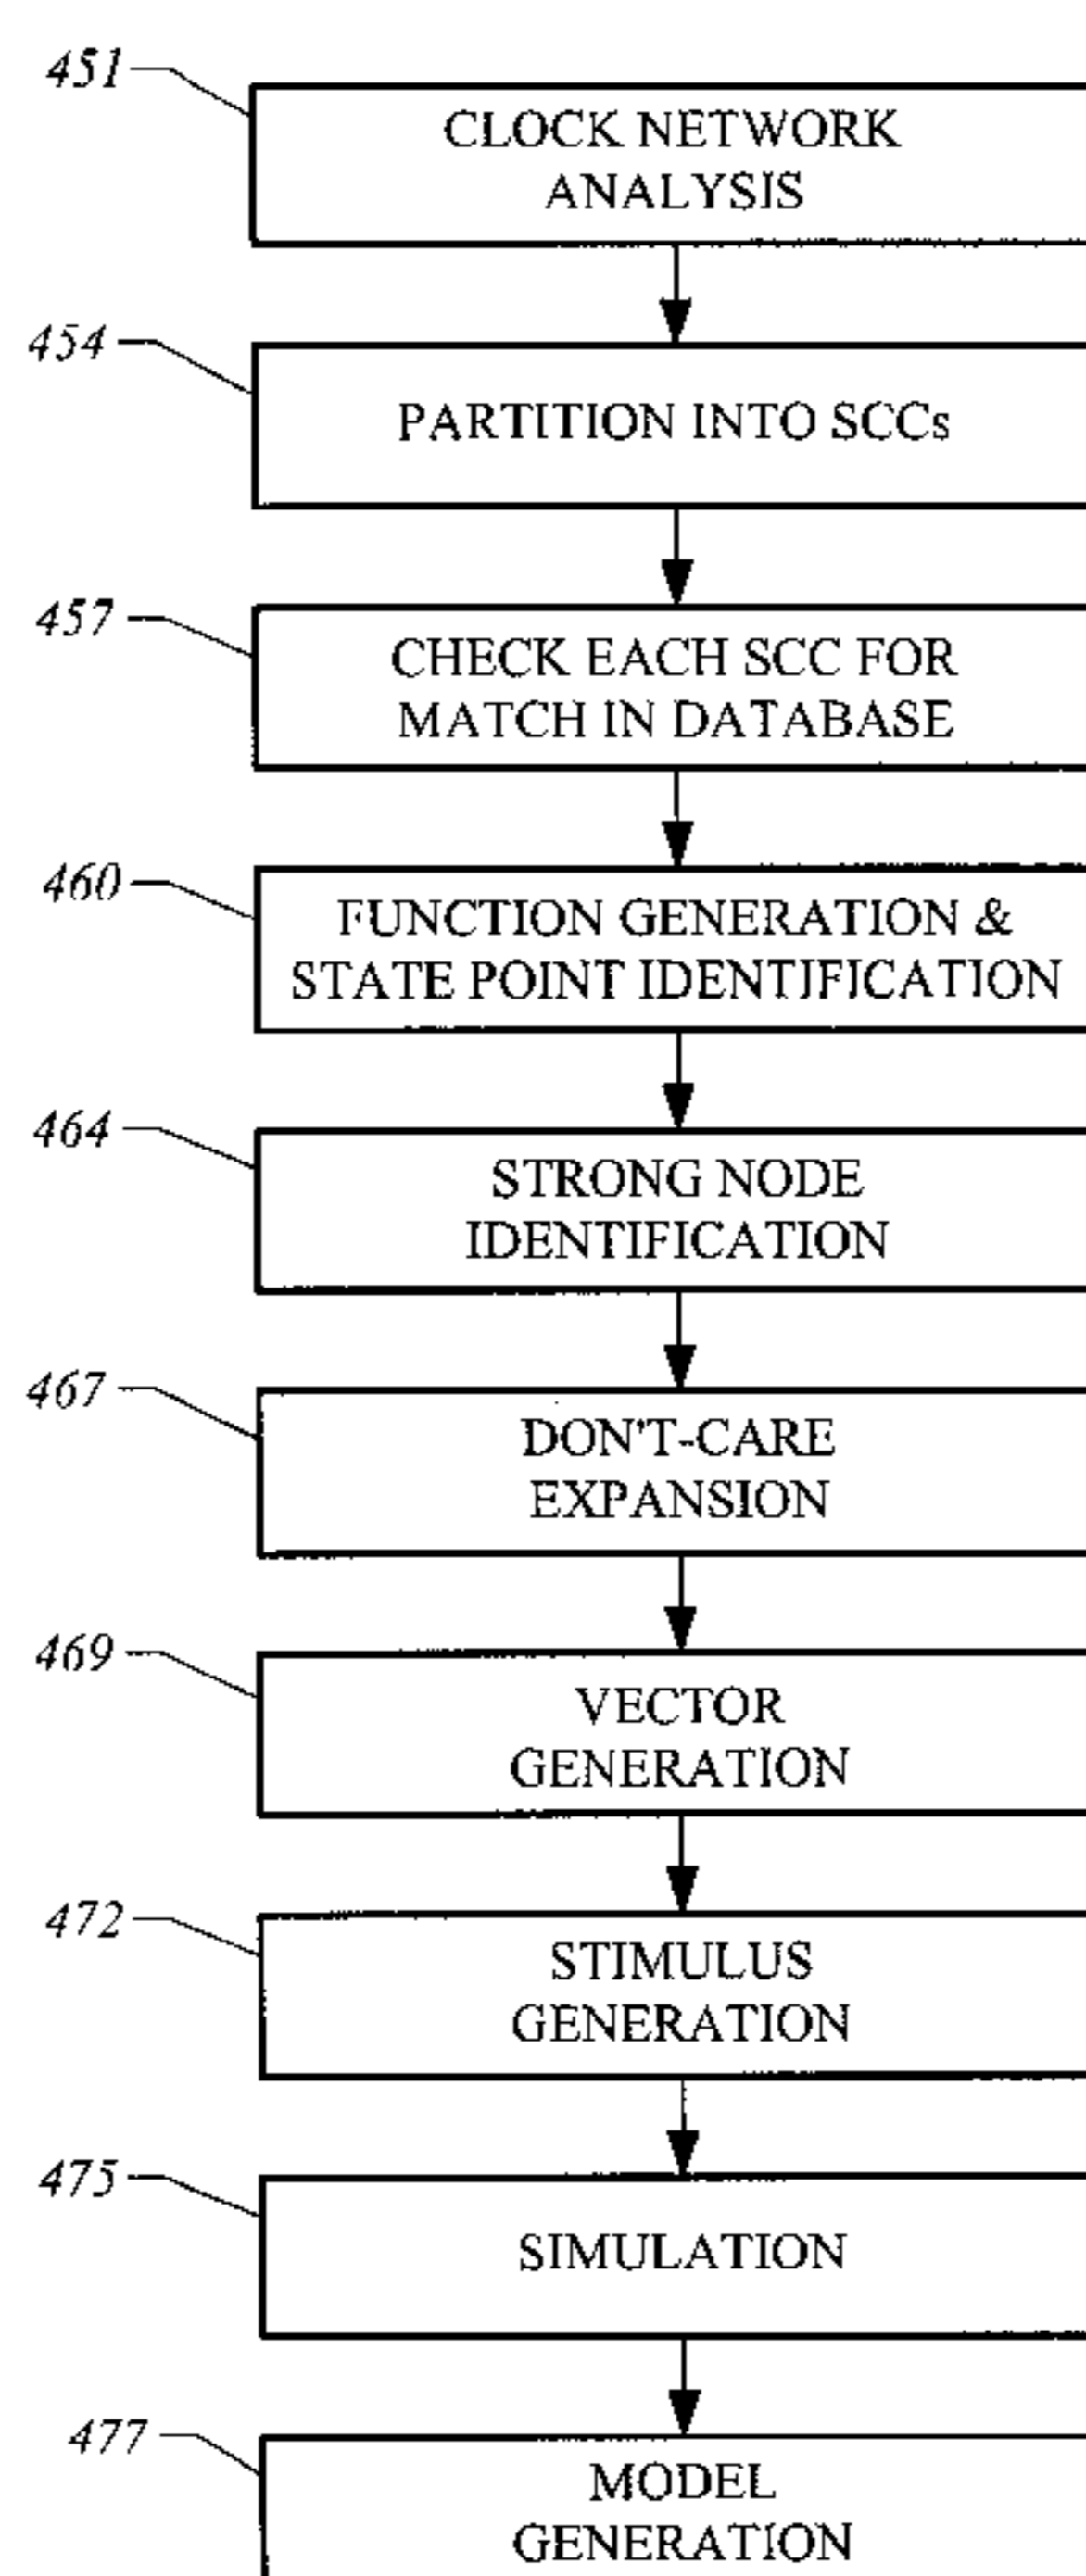 451
CLOCK NETWORK
ANALYSIS
454
PARTITION INTO SCCs
457
CHECK EACH SCC FOR
MATCH IN DATABASE
460
FUNCTION GENERATION &
STATE POINT IDENTIFICATION
464
STRONG NODE
IDENTIFICATION
467
DON'T-CARE
EXPANSION
469
VECTOR
GENERATION
472
STIMULUS
GENERATION
475
SIMULATION
477
MODEL
GENERATION